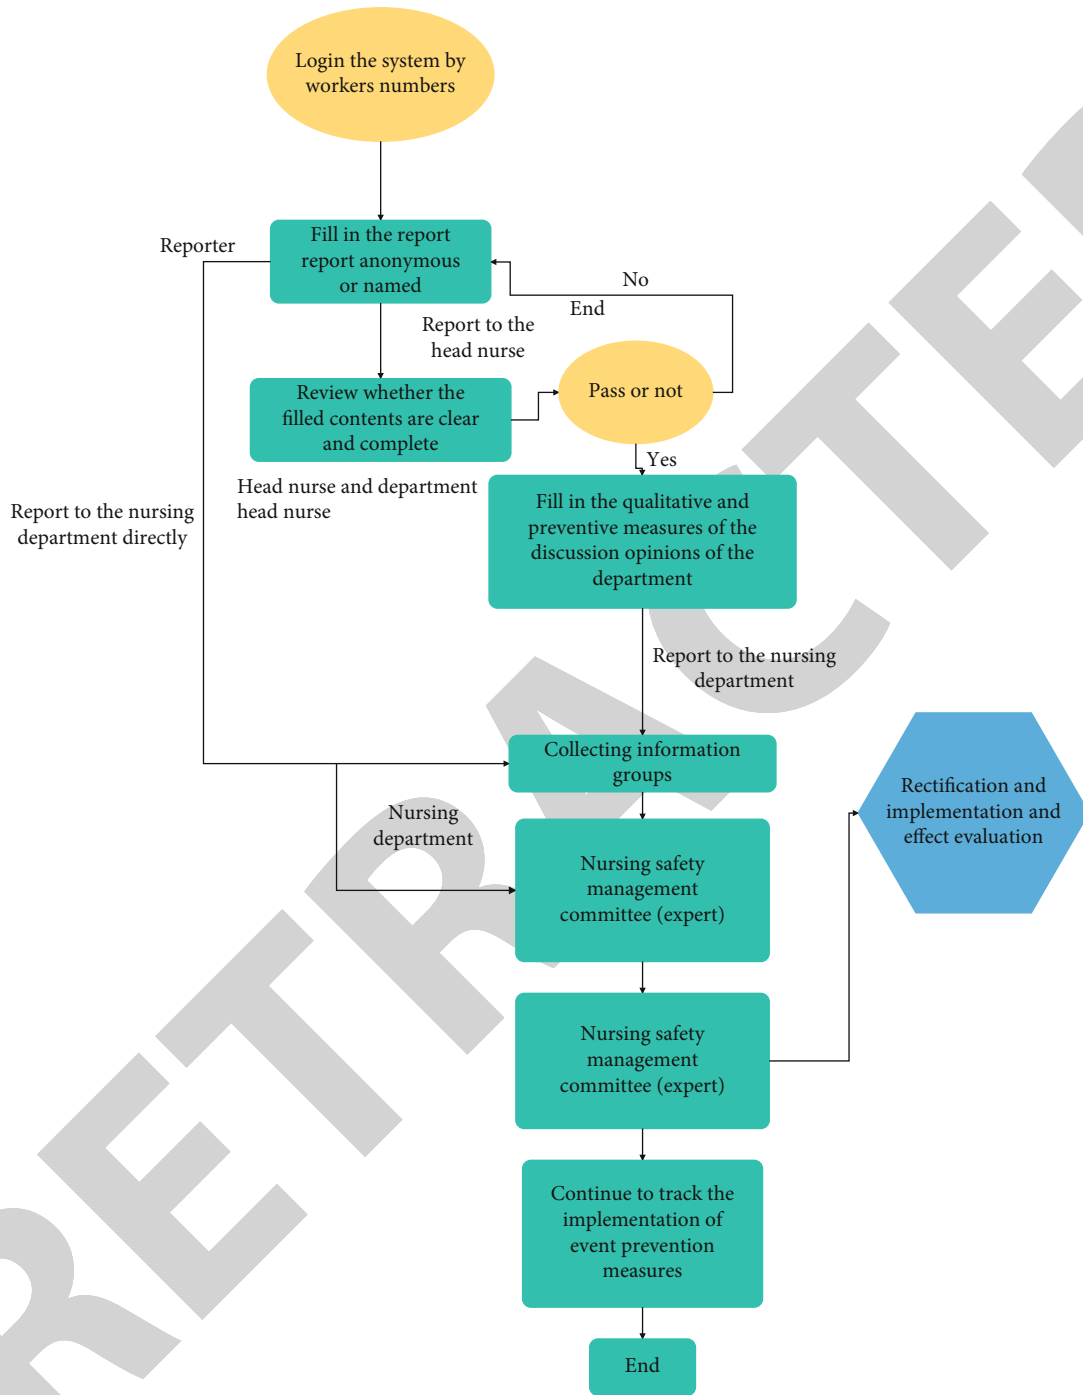 Login the system by
workers numbers
Reporter
Fill in the report
report anonymous
or named
No
End
Report to the
head nurse
Review whether the
filled contents are clear
and complete
Pass or not
Yes
Head nurse and department
head nurse
Report to the nursing
department directly
Fill in the qualitative and
preventive measures of the
discussion opinions of the
department
Report to the nursing
department
Collecting information
groups
Nursing
department
Rectification and
implementation and
effect evaluation
Nursing safety
management
committee (expert)
Nursing safety
management
committee (expert)
Continue to track the
implementation of
event prevention
measures
End
RETRACTE